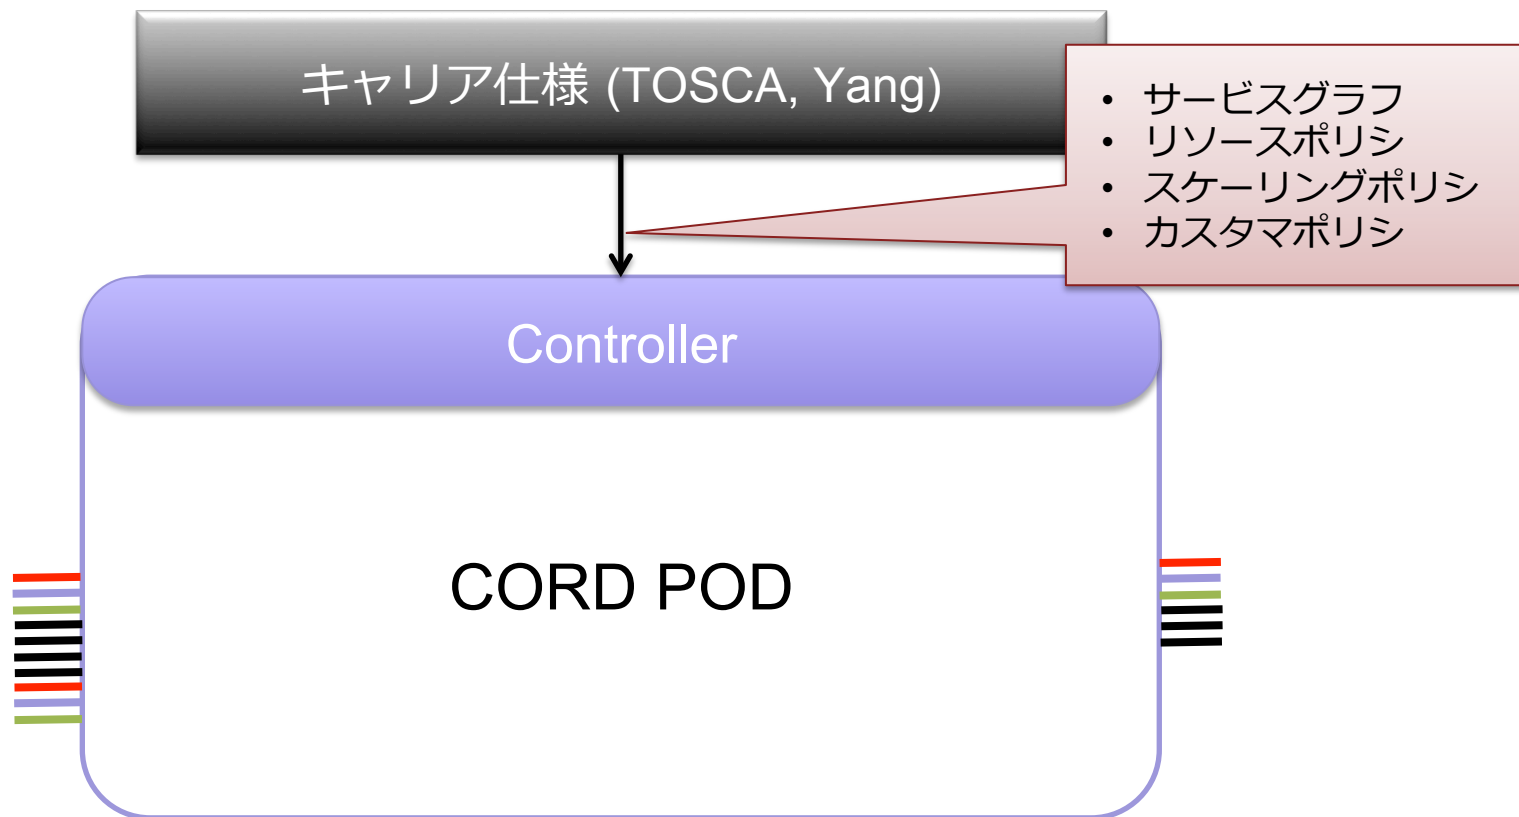 キャリア仕様 (TOSCA, Yang)
• サービスグラフ
• リソースポリシ
• スケーリングポリシ
• カスタマポリシ
Controller
CORD POD